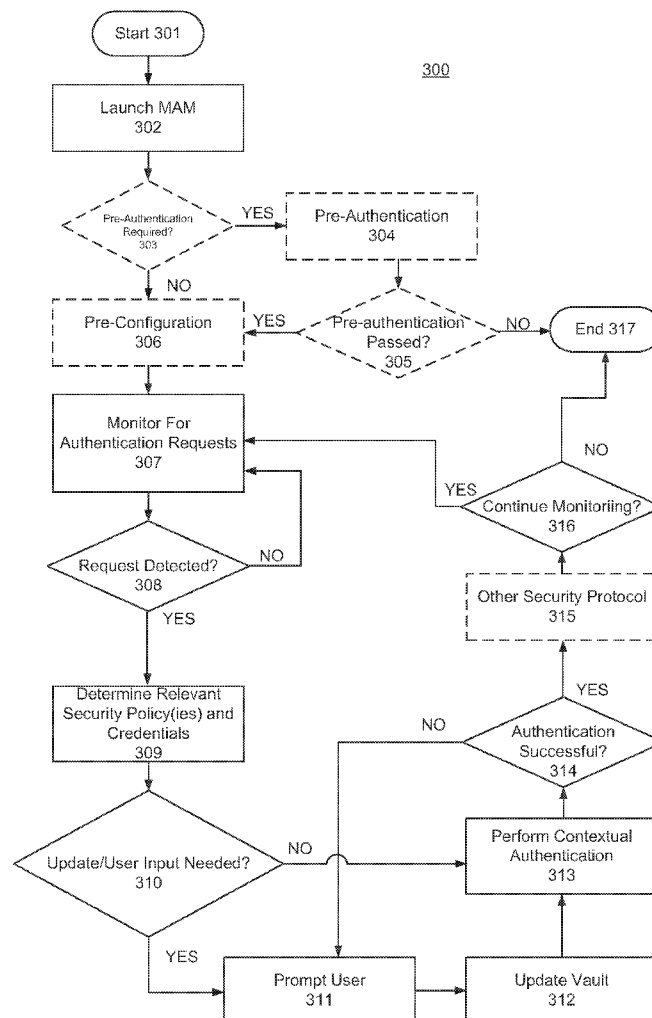 Start 301
300
Launch MAM
302
Pre-Authentication
Required?
303
YES
Pre-Authentication
304
NO
Pre-Configuration
306
YES
Pre-authentication
Passed?
305
NO
End 317
Monitor For
Authentication Requests
307
YES
NO
Continue Monitoriing?
316
Request Detected?
308
NO
YES
Other Security Protocol
315
YES
Determine Relevant
Security Policy(ies) and
Credentials
309
NO
Authentication
Successful?
314
Update/User Input Needed?
310
NO
Perform Contextual
Authentication
313
YES
Prompt User
311
Update Vault
312